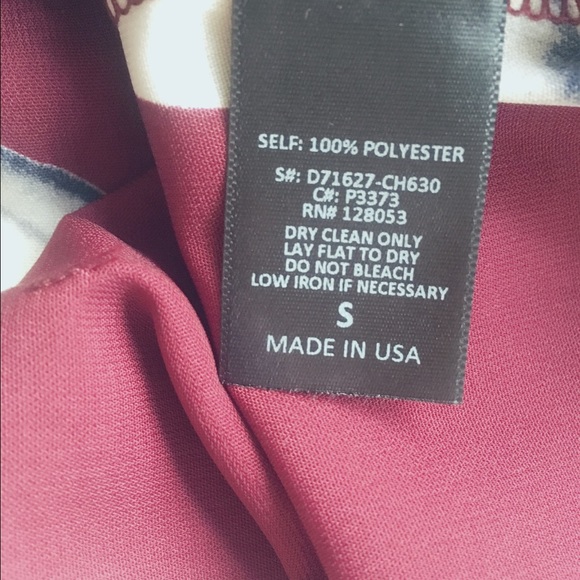 SELF: 100% POLYESTER
S#: D71627-CH630
C#: P3373
RN# 128053
DRY CLEAN ONLY
LAY FLAT TO DRY
DO NOT BLEACH
LOW IRON IF NECESSARY
S
MADE IN USA